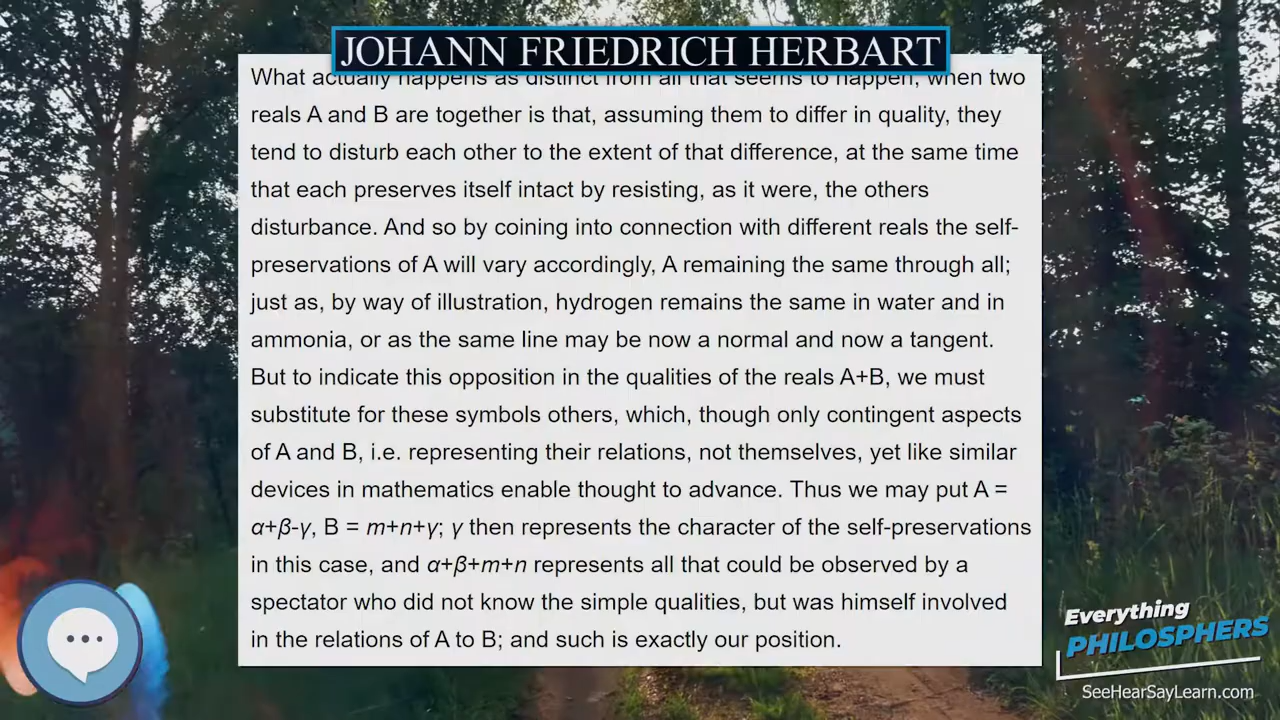 JOHANN FRIEDRICH HERBART
What actually happens as distinct from all that seems to happen, when two
reals A and B are together is that, assuming them to differ in quality, they
tend to disturb each other to the extent of that difference, at the same time
that each preserves itself intact by resisting, as it were, the others
disturbance. And so by coining into connection with different reals the self-
preservations of A will vary accordingly, A remaining the same through all;
just as, by way of illustration, hydrogen remains the same in water and in
ammonia, or as the same line may be now a normal and now a tangent.
But to indicate this opposition in the qualities of the reals A+B, we must
substitute for these symbols others, which, though only contingent aspects
of A and B, i.e. representing their relations, not themselves, yet like similar
devices in mathematics enable thought to advance. Thus we may put A =
α+β-γ, B = m+n+γ; γ then represents the character of the self-preservations
in this case, and α+β+m+n represents all that could be observed by a
spectator who did not know the simple qualities, but was himself involved
in the relations of A to B; and such is exactly our position.
Everything
PHILOSPHERS
SeeHearSayLearn.com